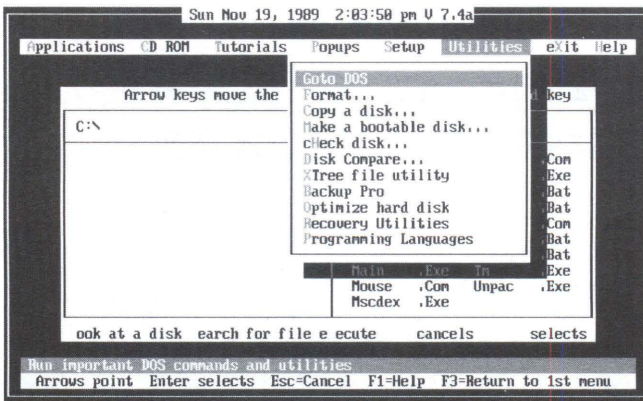 Sun Nov 19, 1989 2:03:50 pm V 7.4a
Applications CD ROM Tutorials Popups Setup Utilities eXit Help
Goto DOS
Format...
Copy a disk...
Make a bootable disk...
cHeck disk...
Disk Compare...
XTree file utility
Backup Pro
Optimize hard disk
Recovery Utilities
Programming Languages
Arrow keys move the key
C:\
.Com
.Exe
.Bat
.Bat
.Com
.Bat
.Bat
Main .Exe Tm .Exe
Mouse .Com Unpac .Exe
Mscdex .Exe
ook at a disk earch for file e ecute cancels selects
Run important DOS commands and utilities
Arrows point Enter selects Esc=Cancel F1=Help F3=Return to 1st menu